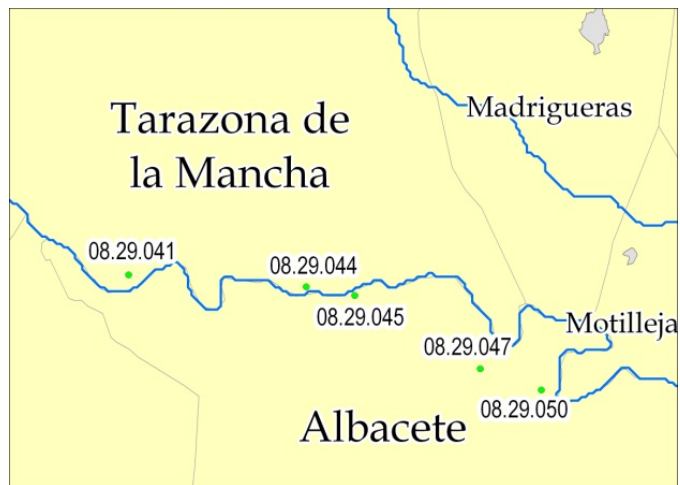 Madrigueras
Tarazona de
la Mancha
08.29.041
08.29.044
08.29.045
Motilleja
08.29.047
08.29.050
Albacete